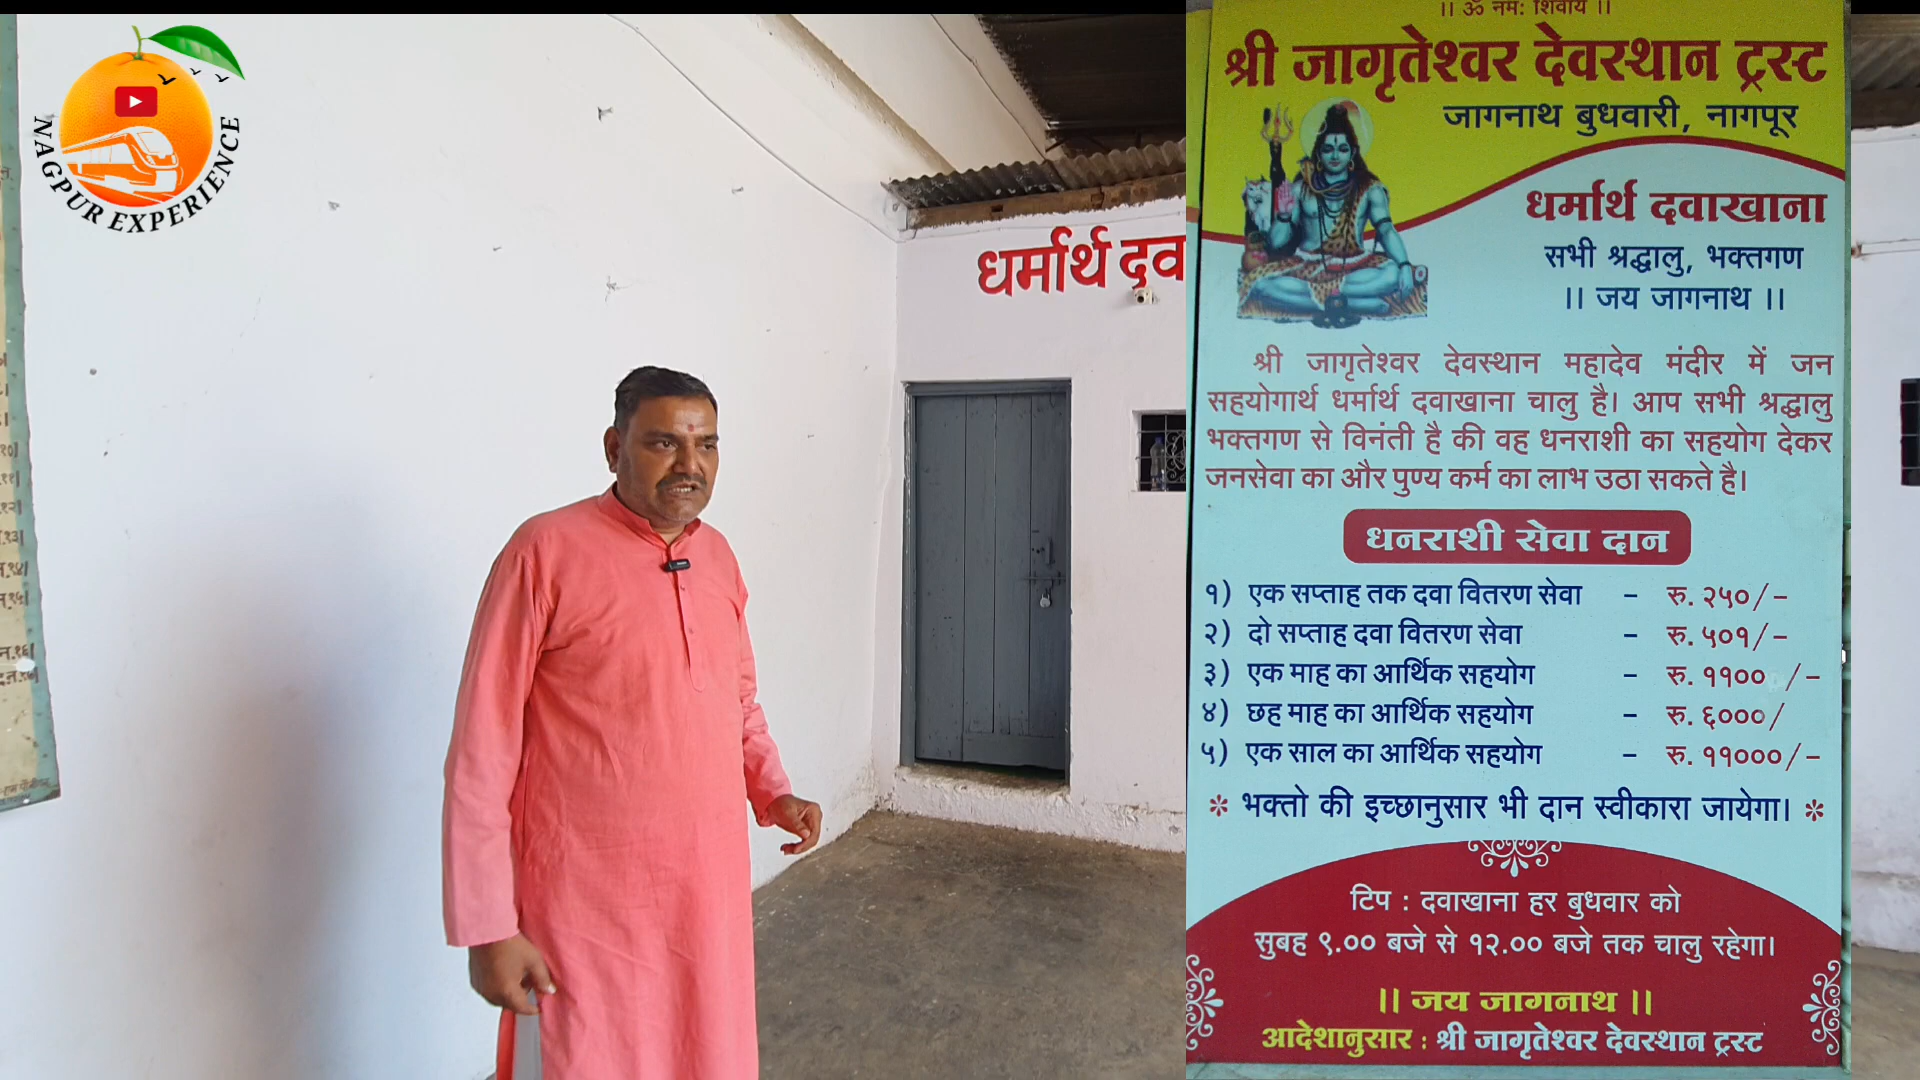 NAGPUR EXPERIENCE
धर्मार्थ दव
।। ॐ नमः शिवाय ।।
श्री जागृतेश्वर देवस्थान ट्रस्ट
जागनाथ बुधवारी, नागपूर
धर्मार्थ दवाखाना
सभी श्रद्धालु, भक्तगण
।। जय जागनाथ ।।
श्री जागृतेश्वर देवस्थान महादेव मंदीर में जन
सहयोगार्थ धर्मार्थ दवाखाना चालु है। आप सभी श्रद्धालु
भक्तगण से विनंती है की वह धनराशी का सहयोग देकर
जनसेवा का और पुण्य कर्म का लाभ उठा सकते है।
धनराशी सेवा दान
१) एक सप्ताह तक दवा वितरण सेवा - रु. २५०/-
२) दो सप्ताह दवा वितरण सेवा - रु. ५०१/-
३) एक माह का आर्थिक सहयोग - रु. ११०० /-
४) छह माह का आर्थिक सहयोग - रु. ६०००/
५) एक साल का आर्थिक सहयोग - रु. ११०००/-
* भक्तो की इच्छानुसार भी दान स्वीकारा जायेगा। *
टिप : दवाखाना हर बुधवार को
सुबह ९.०० बजे से १२.०० बजे तक चालु रहेगा।
।। जय जागनाथ ।।
आदेशानुसार : श्री जागृतेश्वर देवस्थान ट्रस्ट